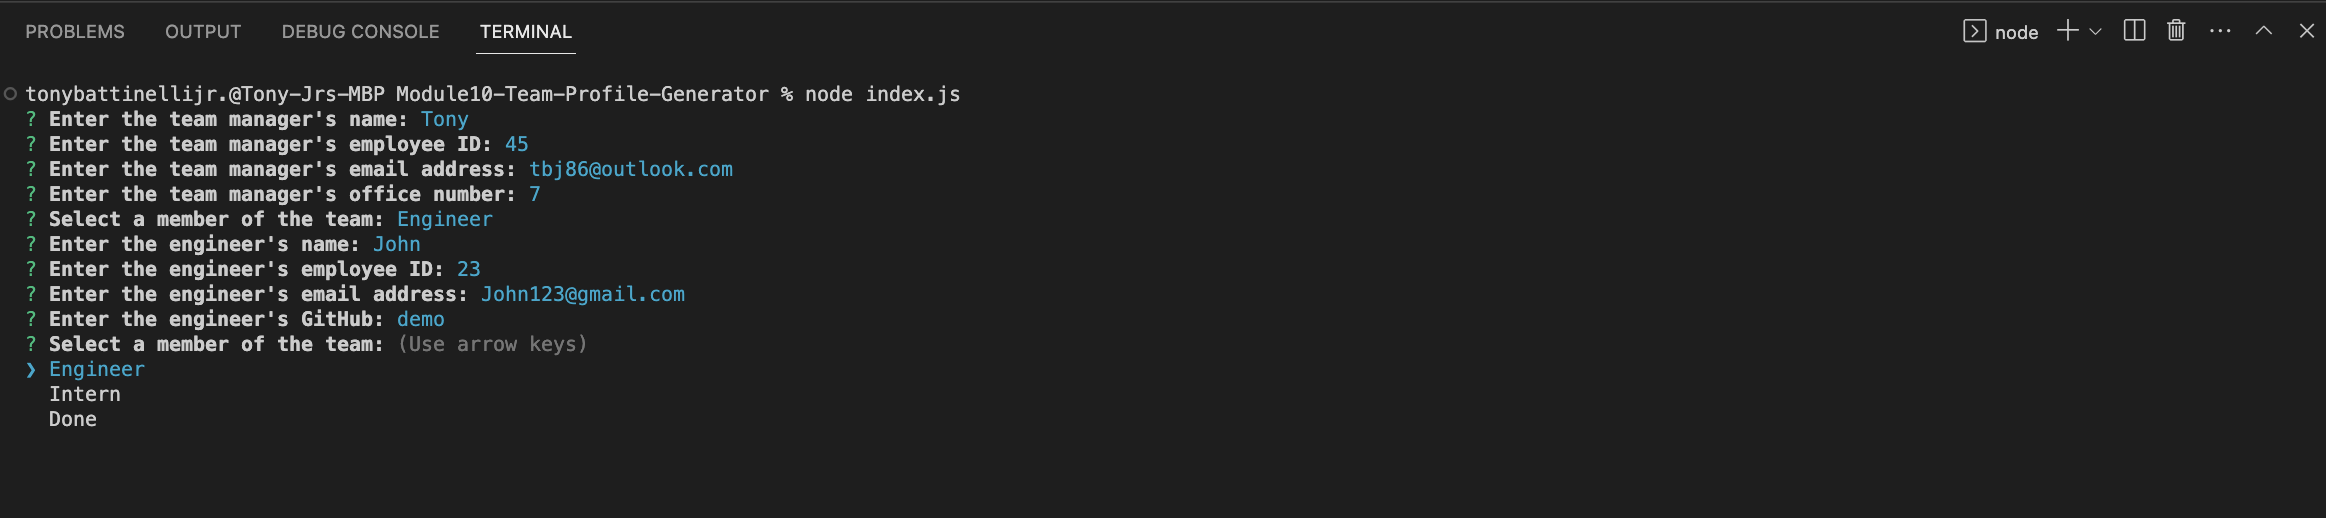 PROBLEMS OUTPUT DEBUG CONSOLE TERMINAL node
tonybattinellijr.@Tony-Jrs-MBP Module10-Team-Profile-Generator % node index.js
? Enter the team manager's name: Tony
? Enter the team manager's employee ID: 45
? Enter the team manager's email address: tbj86@outlook.com
? Enter the team manager's office number: 7
? Select a member of the team: Engineer
? Enter the engineer's name: John
? Enter the engineer's employee ID: 23
? Enter the engineer's email address: John123@gmail.com
? Enter the engineer's GitHub: demo
? Select a member of the team: (Use arrow keys)
❯ Engineer
Intern
Done